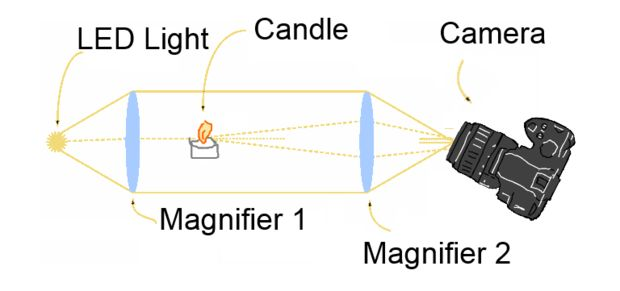 LED Light
Candle
Camera
Magnifier 1
Magnifier 2